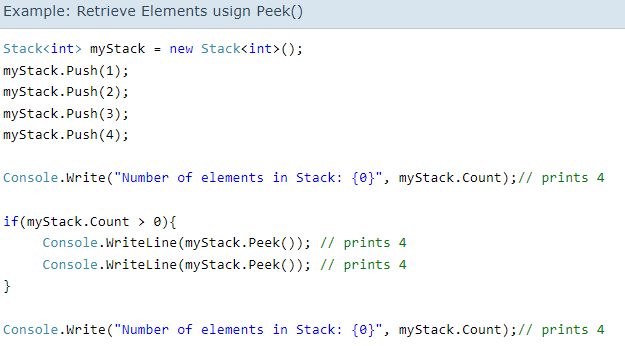 Example: Retrieve Elements usign Peek()
Stack<int> myStack = new Stack<int>();
myStack.Push(1);
myStack.Push(2);
myStack.Push(3);
myStack.Push(4);
Console.Write("Number of elements in Stack: {0}", myStack.Count);// prints 4
if(myStack.Count > 0){
Console.WriteLine(myStack.Peek()); // prints 4
Console.WriteLine(myStack.Peek()); // prints 4
}
Console.Write("Number of elements in Stack: {0}", myStack.Count);// prints 4